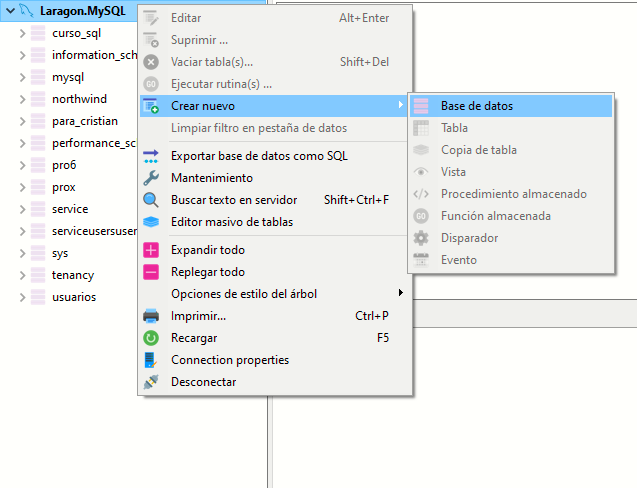 Laragon.MySQL
curso_sql
information_sch
mysql
northwind
para_cristian
performance_sc
pro6
prox
service
serviceusersuser
sys
tenancy
usuarios
Editar Alt+Enter
Suprimir ...
Vaciar tabla(s)... Shift+Del
Ejecutar rutina(s) ...
Crear nuevo
Limpiar filtro en pestaña de datos
Exportar base de datos como SQL
Mantenimiento
Buscar texto en servidor Shift+Ctrl+F
Editor masivo de tablas
Expandir todo
Replegar todo
Opciones de estilo del árbol
Imprimir... Ctrl+P
Recargar F5
Connection properties
Desconectar
Base de datos
Tabla
Copia de tabla
Vista
Procedimiento almacenado
Función almacenada
Disparador
Evento